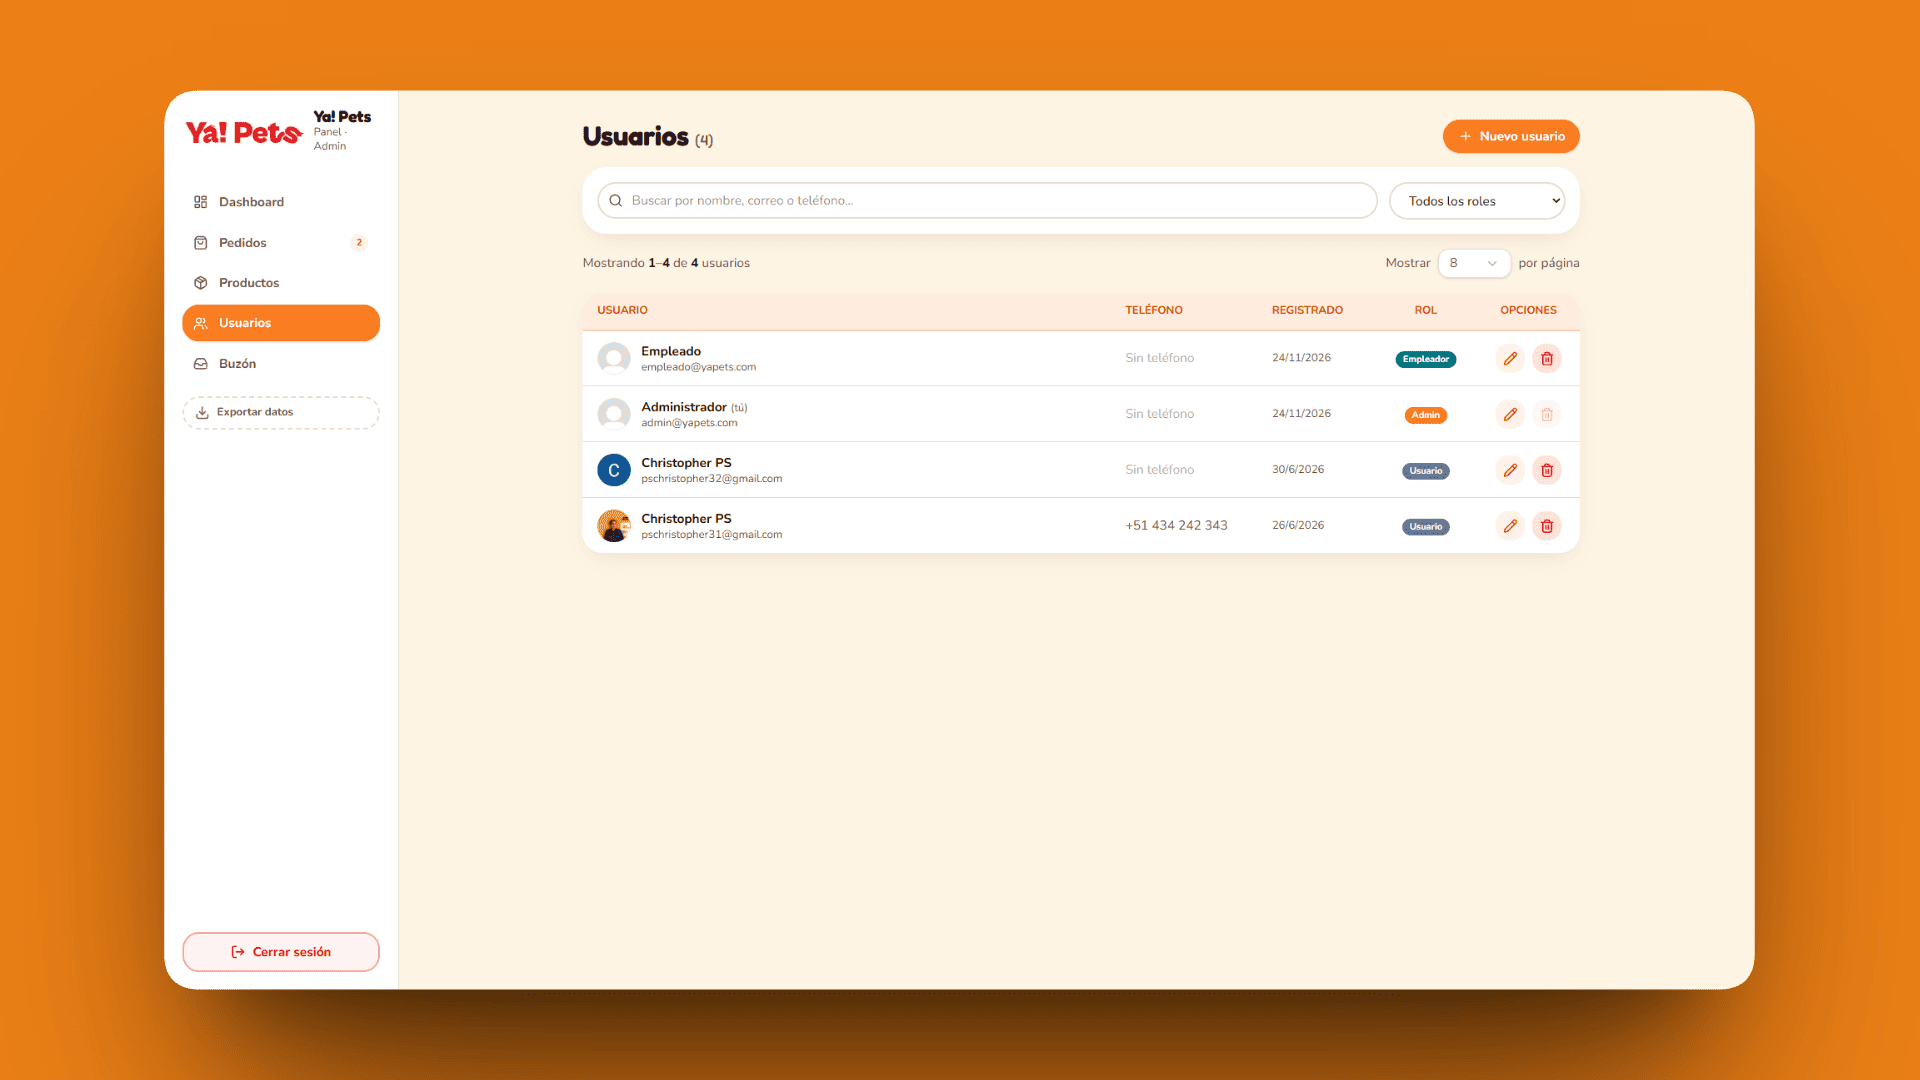 Ya! Pets
Ya! Pets
Panel ·
Admin
Dashboard
Pedidos 2
Productos
Usuarios
Buzón
Exportar datos
Cerrar sesión
Usuarios (4)
+ Nuevo usuario
Buscar por nombre, correo o teléfono...
Todos los roles
Mostrando 1–4 de 4 usuarios
Mostrar 8 por página
USUARIO TELÉFONO REGISTRADO ROL OPCIONES
Empleado
empleado@yapets.com
Sin teléfono
24/11/2026
Empleador
Administrador (tú)
admin@yapets.com
Sin teléfono
24/11/2026
Admin
C
Christopher PS
pschristopher32@gmail.com
Sin teléfono
30/6/2026
Usuario
Christopher PS
pschristopher31@gmail.com
+51 434 242 343
26/6/2026
Usuario